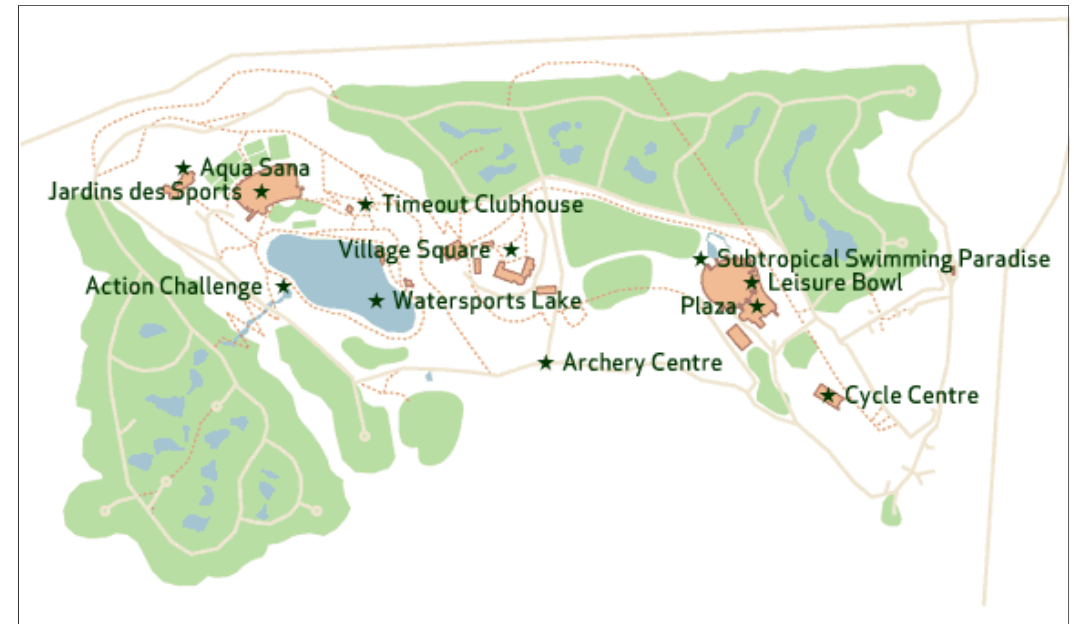 Aqua Sana
Jardins des Sports
Timeout Clubhouse
Village Square
Subtropical Swimming Paradise
Leisure Bowl
Action Challenge
Watersports Lake
Plaza
Archery Centre
Cycle Centre